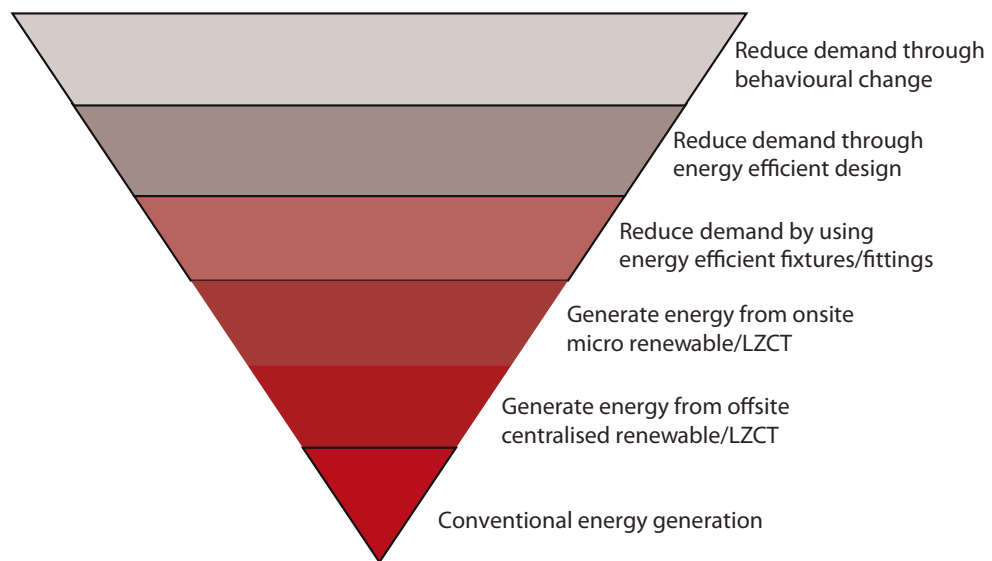 Reduce demand through
behavioural change
Reduce demand through
energy efficient design
Reduce demand by using
energy efficient fixtures/fittings
Generate energy from onsite
micro renewable/LZCT
Generate energy from offsite
centralised renewable/LZCT
Conventional energy generation